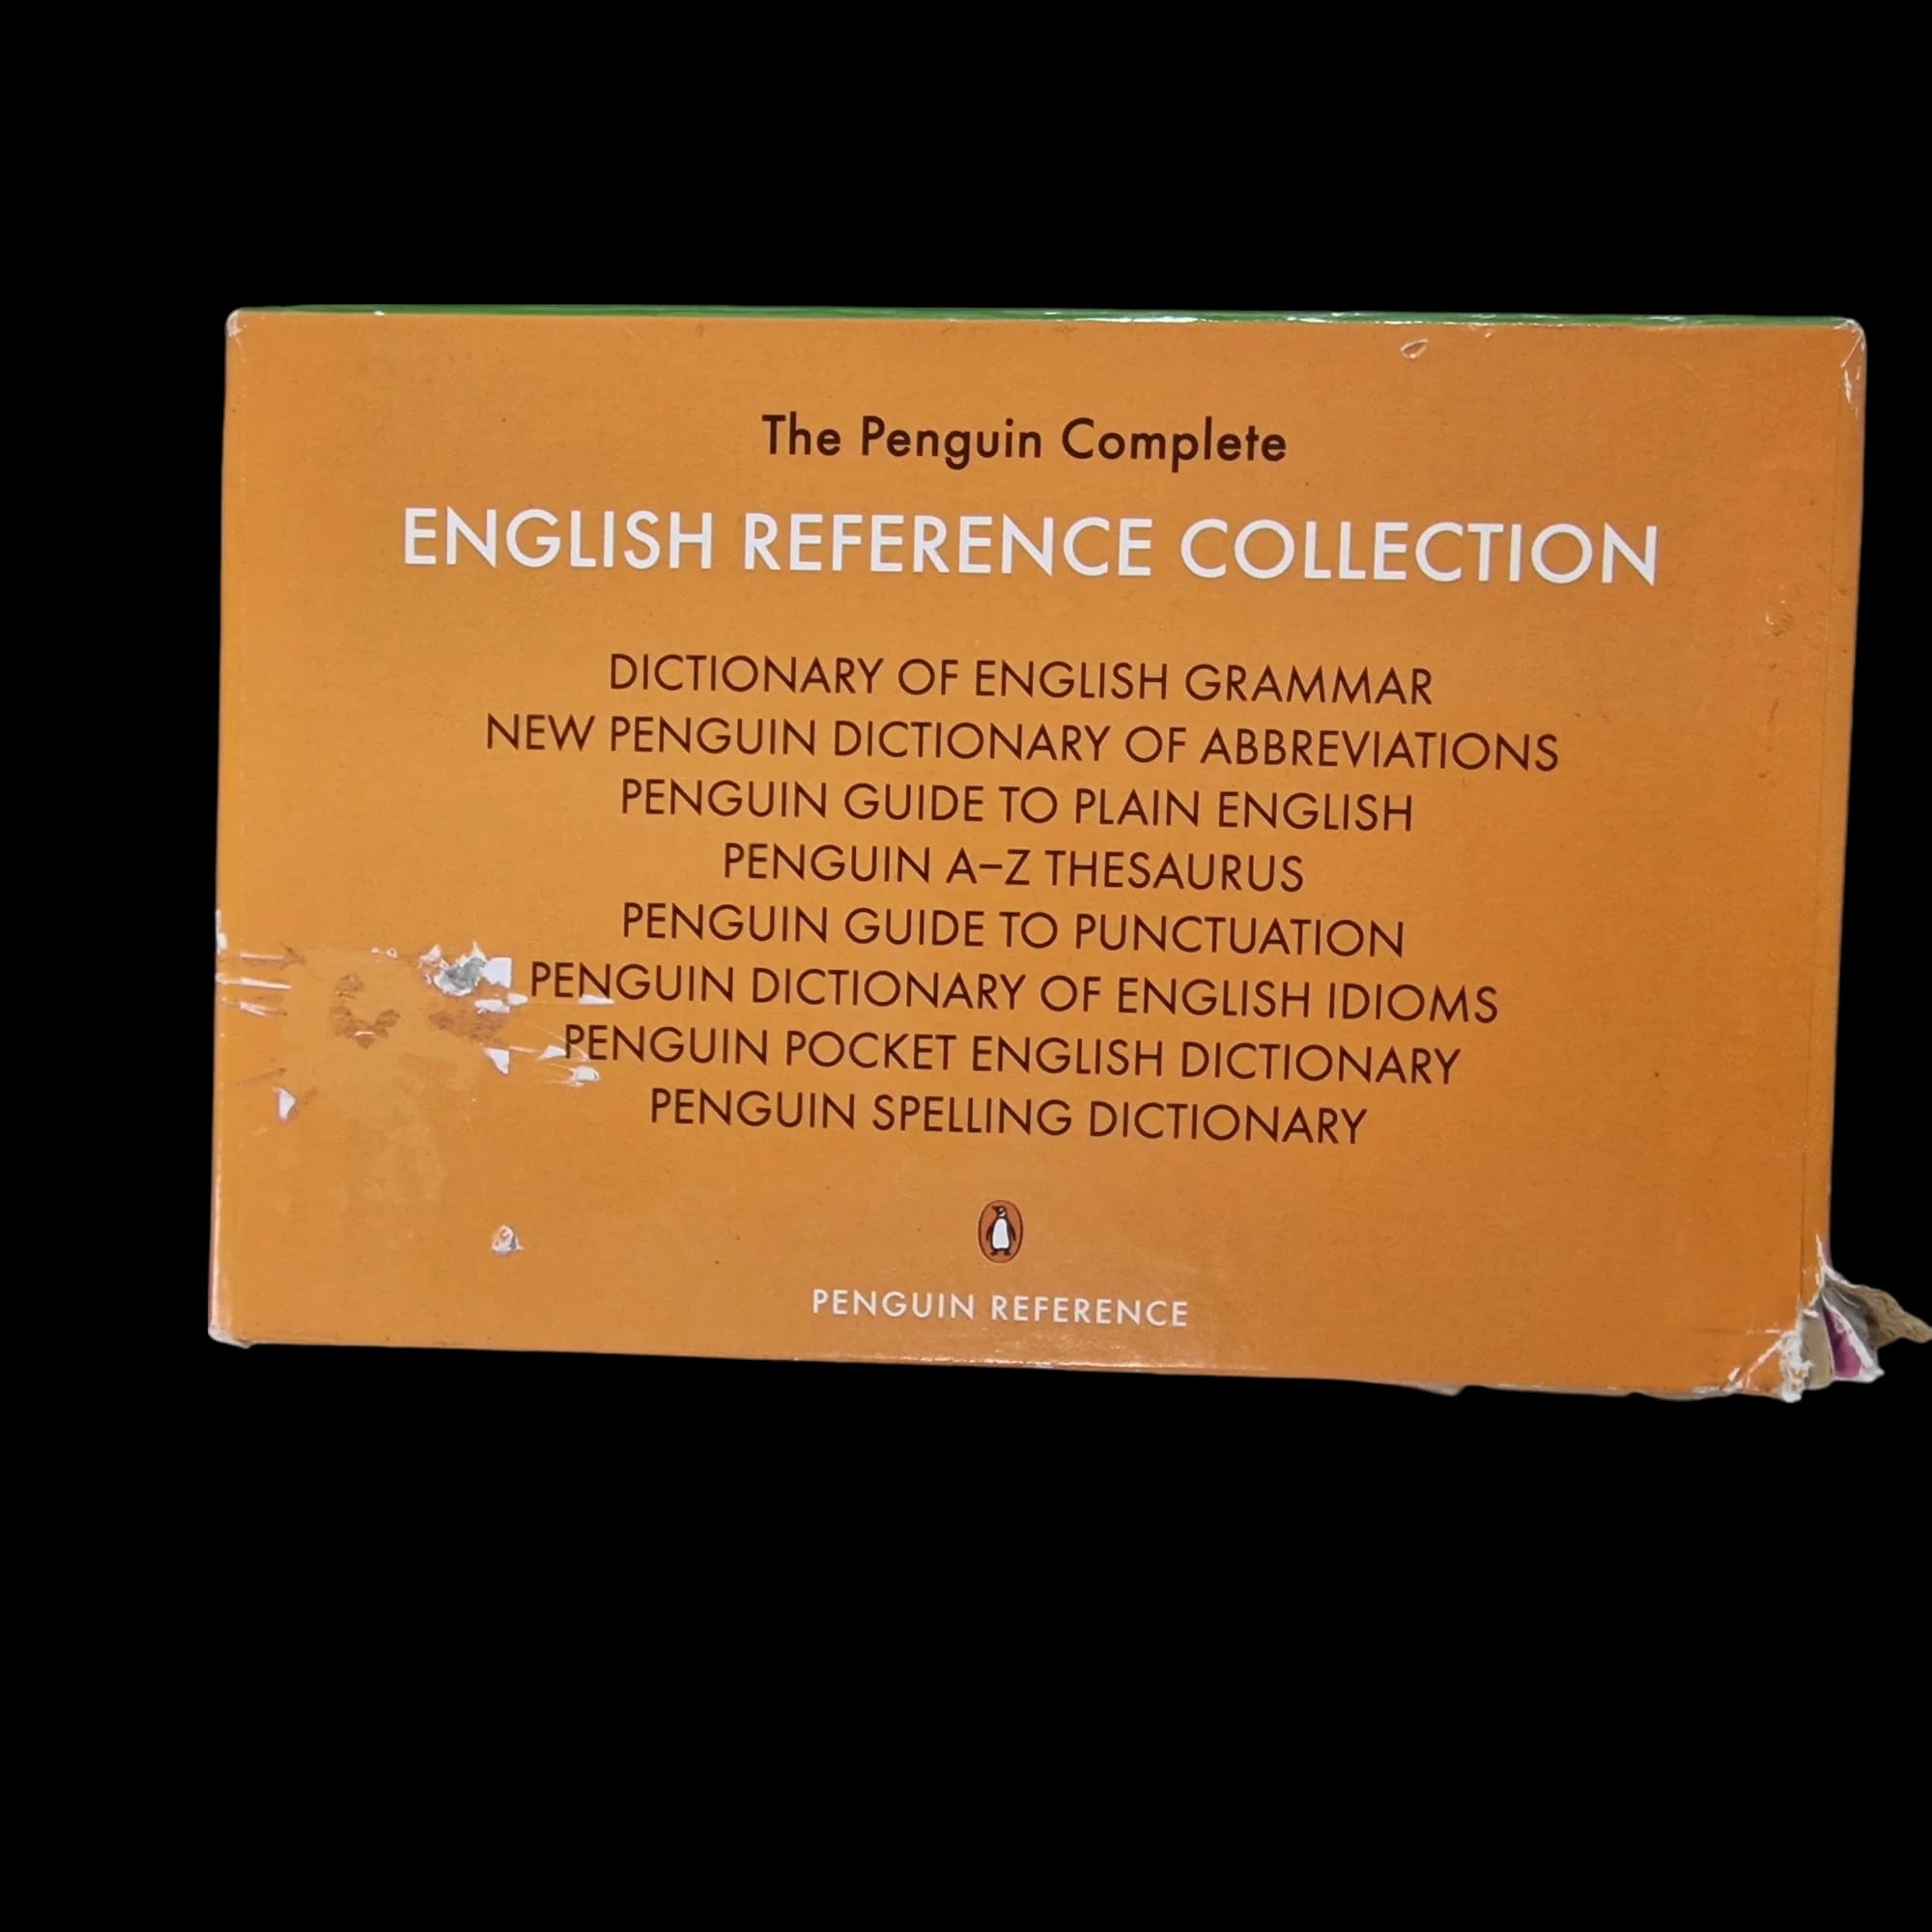 The Penguin Complete
ENGLISH REFERENCE COLLECTION
DICTIONARY OF ENGLISH GRAMMAR
NEW PENGUIN DICTIONARY OF ABBREVIATIONS
PENGUIN GUIDE TO PLAIN ENGLISH
PENGUIN A–Z THESAURUS
PENGUIN GUIDE TO PUNCTUATION
PENGUIN DICTIONARY OF ENGLISH IDIOMS
PENGUIN POCKET ENGLISH DICTIONARY
PENGUIN SPELLING DICTIONARY
PENGUIN REFERENCE